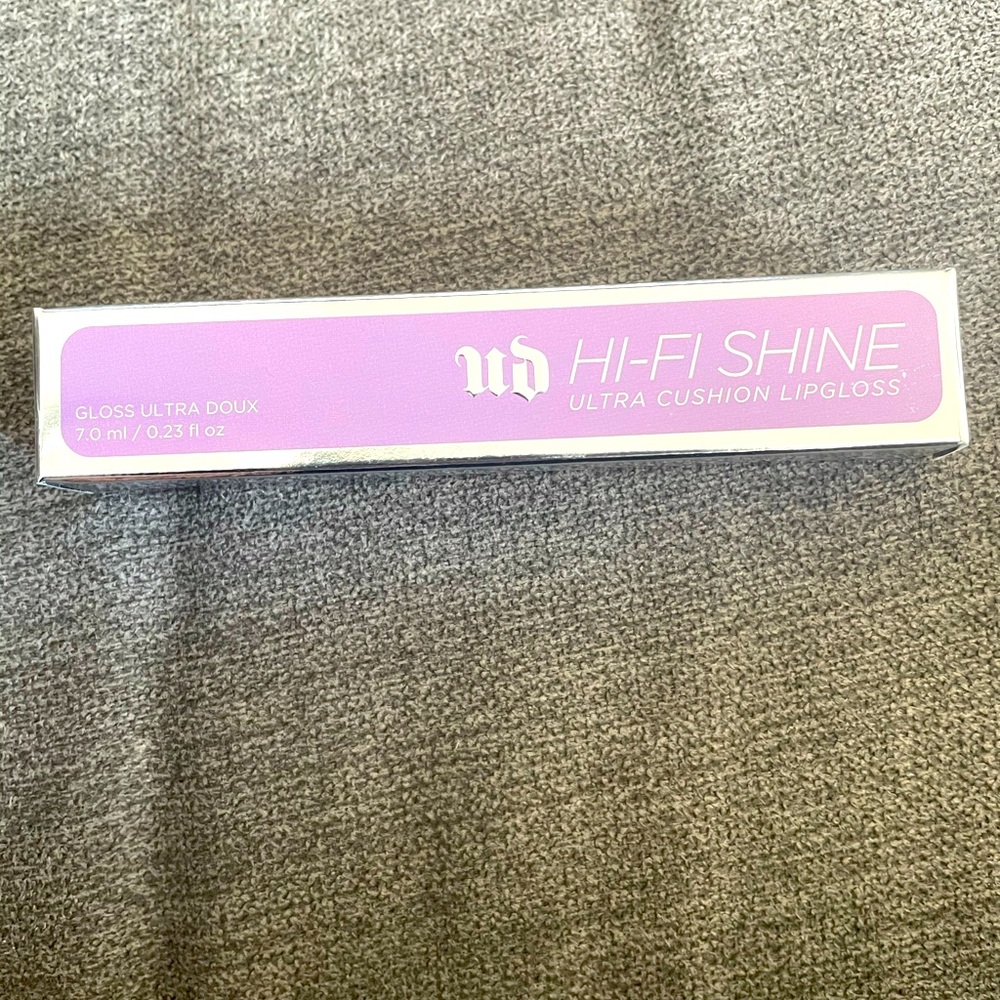 GLOSS ULTRA DOUX
7.0 ml / 0.23 fl oz
UD HI-FI SHINE
ULTRA CUSHION LIPGLOSS